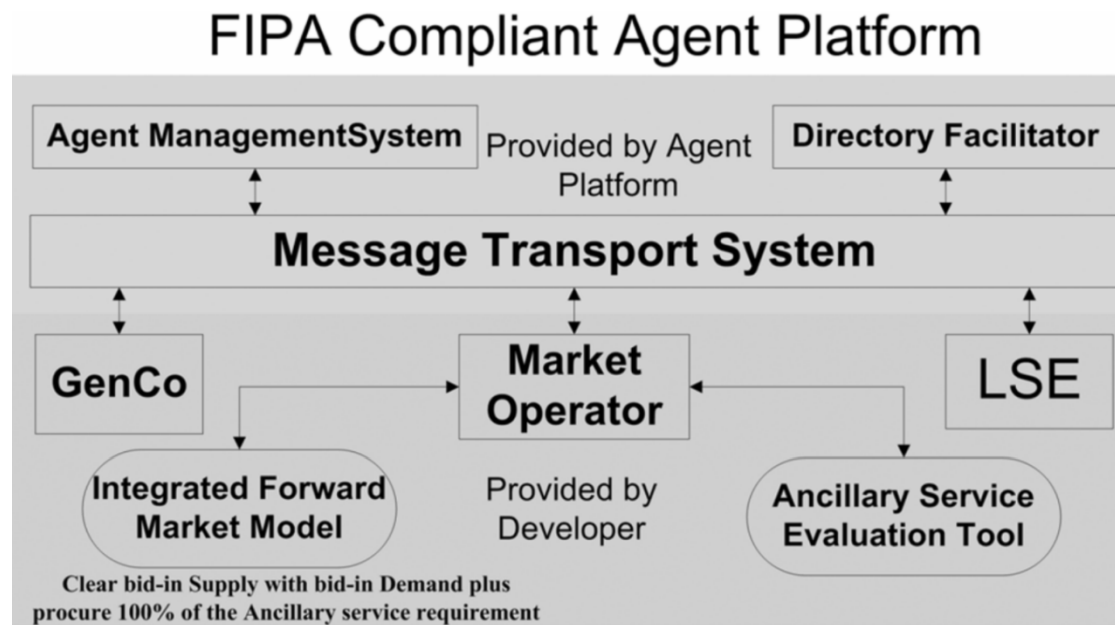 FIPA Compliant Agent Platform
Agent ManagementSystem
Provided by Agent
Platform
Directory Facilitator
Message Transport System
GenCo
Market
Operator
LSE
Integrated Forward
Market Model
Provided by
Developer
Ancillary Service
Evaluation Tool
Clear bid-in Supply with bid-in Demand plus
procure 100% of the Ancillary service requirement